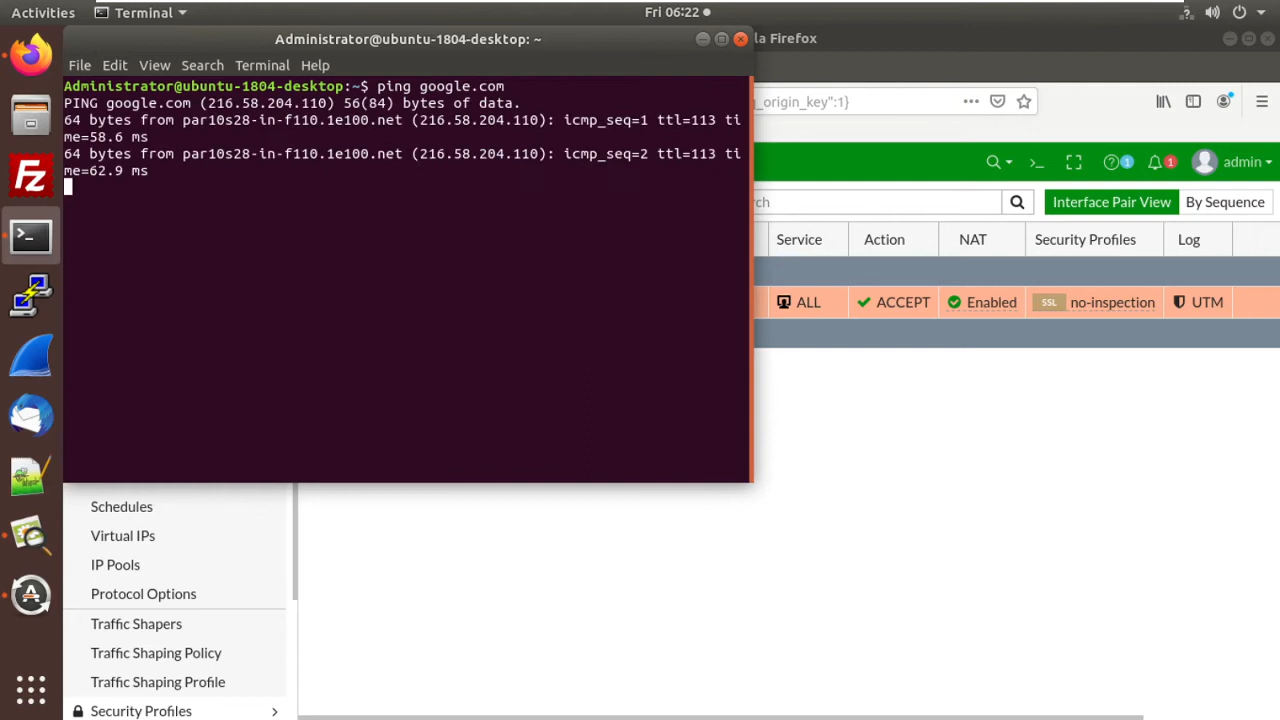 Activities
Terminal
Fri 06:22
Administrator@ubuntu-1804-desktop: ~
la Firefox
File Edit View Search Terminal Help
Administrator@ubuntu-1804-desktop:~$ ping google.com
PING google.com (216.58.204.110) 56(84) bytes of data.
64 bytes from par10s28-in-f110.1e100.net (216.58.204.110): icmp_seq=1 ttl=113 ti
me=58.6 ms
64 bytes from par10s28-in-f110.1e100.net (216.58.204.110): icmp_seq=2 ttl=113 ti
me=62.9 ms
g_origin_key":1}
1
1
admin
rch
Interface Pair View
By Sequence
Service
Action
NAT
Security Profiles
Log
ALL
ACCEPT
Enabled
SSL
no-inspection
UTM
Schedules
Virtual IPs
IP Pools
Protocol Options
Traffic Shapers
Traffic Shaping Policy
Traffic Shaping Profile
Security Profiles